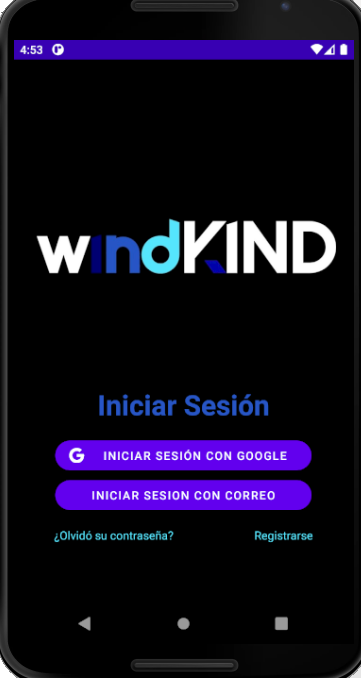 4:53
windKIND
Iniciar Sesión
G INICIAR SESIÓN CON GOOGLE
INICIAR SESION CON CORREO
¿Olvidó su contraseña? Registrarse